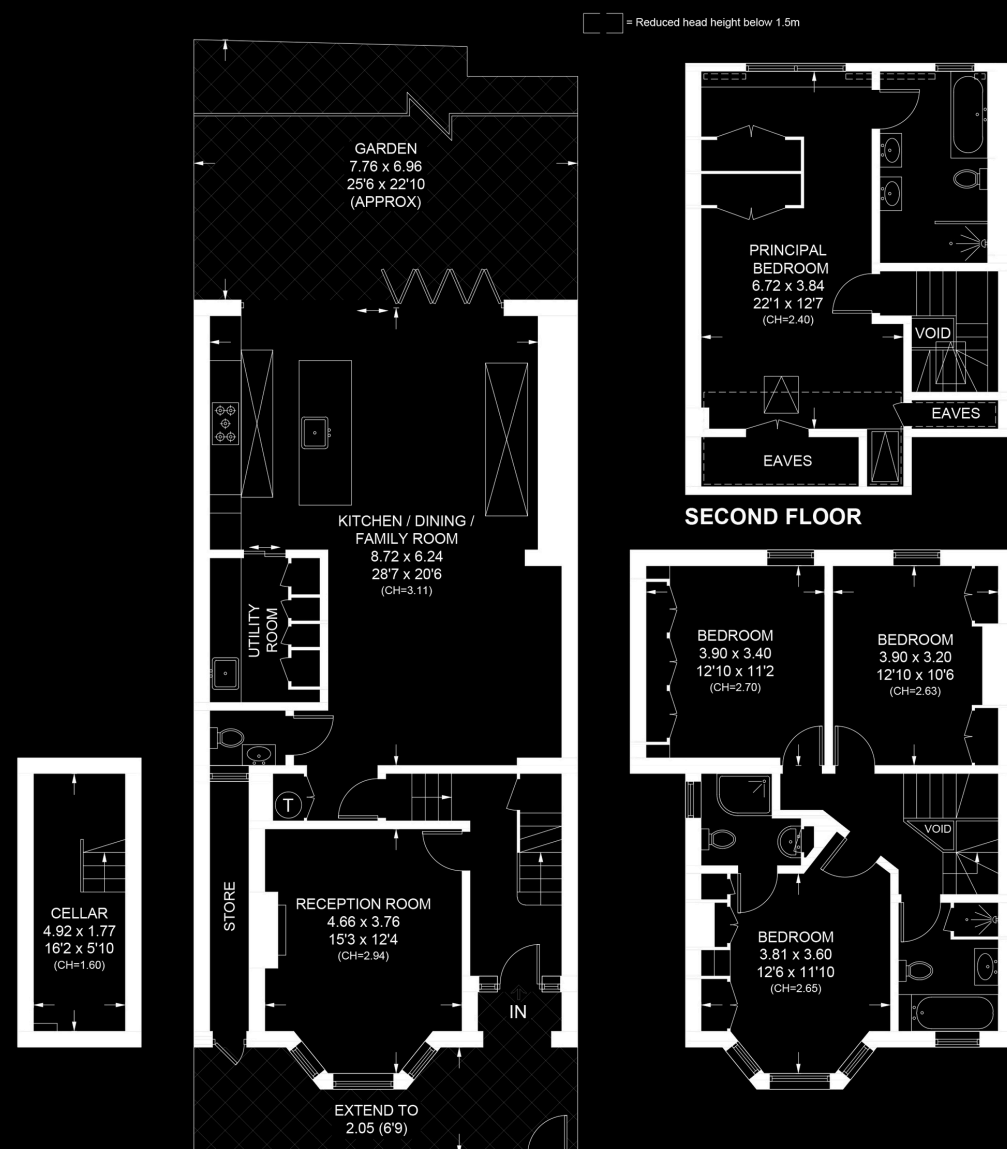 = Reduced head height below 1.5m
GARDEN
7.76 x 6.96
25'6 x 22'10
(APPROX)
PRINCIPAL
BEDROOM
6.72 x 3.84
22'1 x 12'7
(CH=2.40)
VOID
EAVES
EAVES
SECOND FLOOR
KITCHEN / DINING /
FAMILY ROOM
8.72 x 6.24
28'7 x 20'6
(CH=3.11)
UTILITY
ROOM
BEDROOM
3.90 x 3.40
12'10 x 11'2
(CH=2.70)
BEDROOM
3.90 x 3.20
12'10 x 10'6
(CH=2.63)
T
VOID
CELLAR
4.92 x 1.77
16'2 x 5'10
(CH=1.60)
STORE
RECEPTION ROOM
4.66 x 3.76
15'3 x 12'4
(CH=2.94)
BEDROOM
3.81 x 3.60
12'6 x 11'10
(CH=2.65)
IN
EXTEND TO
2.05 (6'9)